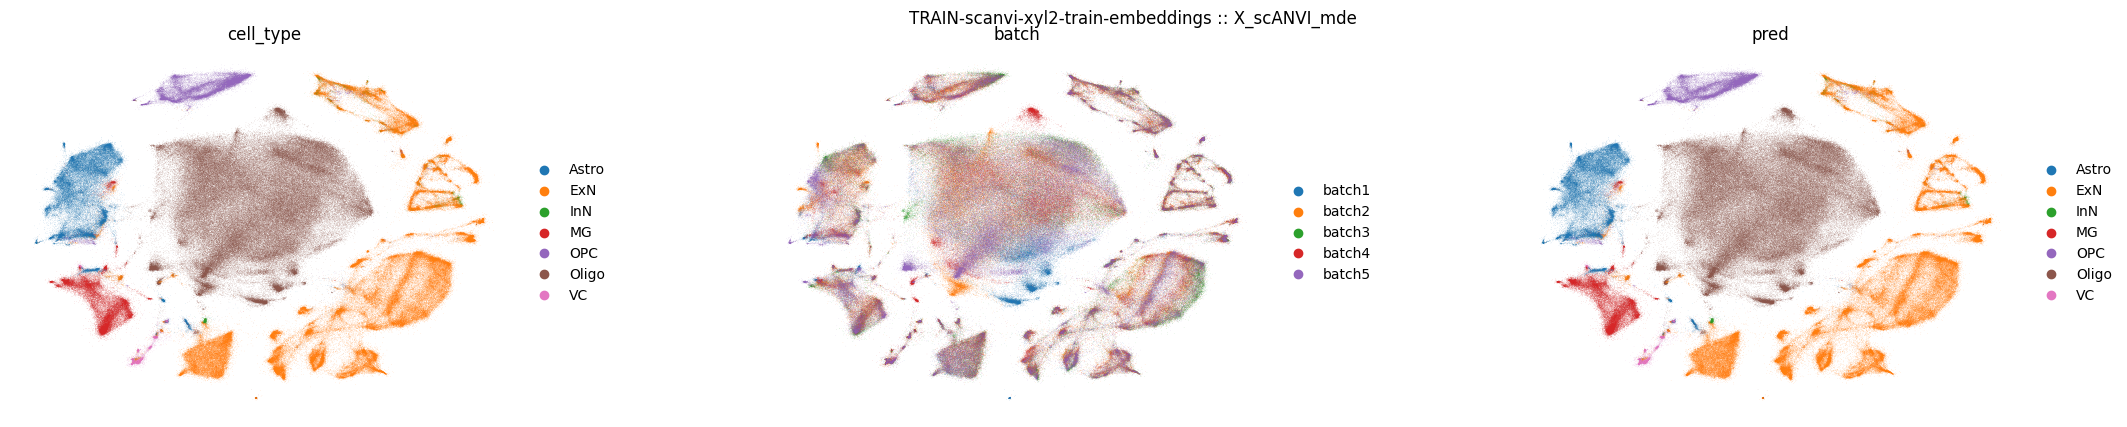 TRAIN-scanvi-xyl2-train-embeddings :: X_scANVI_mde
cell_type
Astro
ExN
InN
MG
OPC
Oligo
VC
batch
batch1
batch2
batch3
batch4
batch5
pred
Astro
ExN
InN
MG
OPC
Oligo
VC